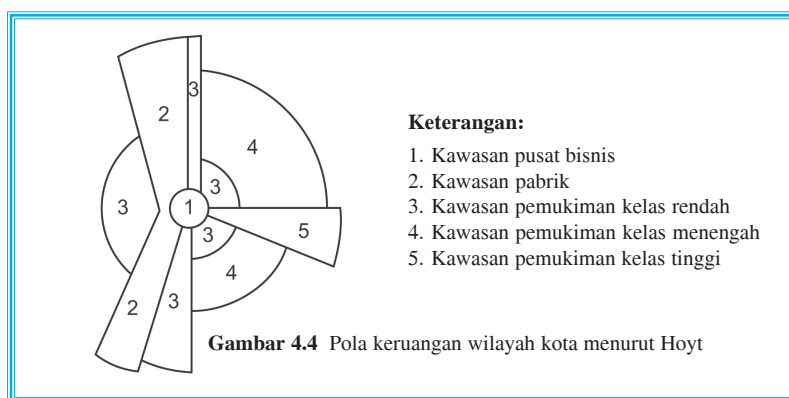 3
2
4
3
3
1
5
3
4
2
3
Keterangan:
1. Kawasan pusat bisnis
2. Kawasan pabrik
3. Kawasan pemukiman kelas rendah
4. Kawasan pemukiman kelas menengah
5. Kawasan pemukiman kelas tinggi
Gambar 4.4 Pola keruangan wilayah kota menurut Hoyt